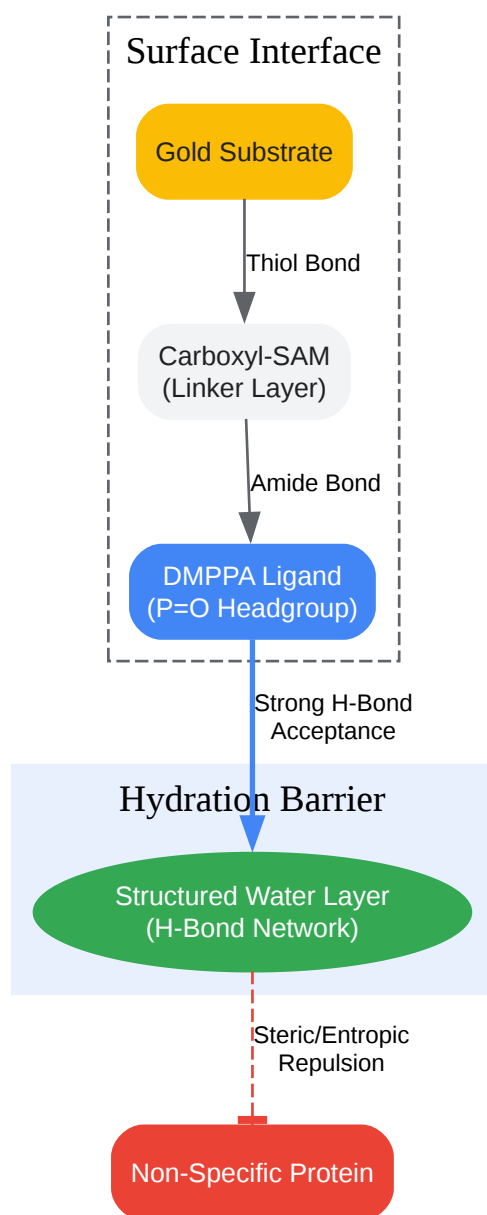 Surface Interface
Gold Substrate
Thiol Bond
Carboxyl-SAM
(Linker Layer)
Amide Bond
DMPPA Ligand
(P=O Headgroup)
Strong H-Bond
Acceptance
Hydration Barrier
Structured Water Layer
(H-Bond Network)
Steric/Entropic
Repulsion
Non-Specific Protein